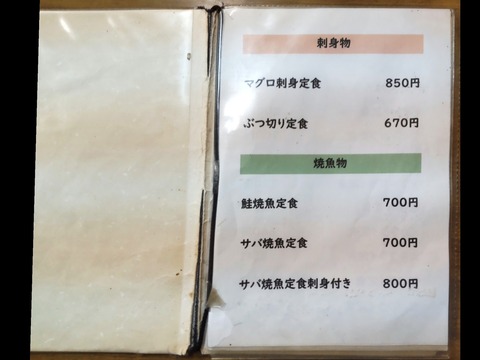 刺身物
マグロ刺身定食 850円
ぶつ切り定食 670円
焼魚物
鮭焼魚定食 700円
サバ焼魚定食 700円
サバ焼魚定食刺身付き 800円